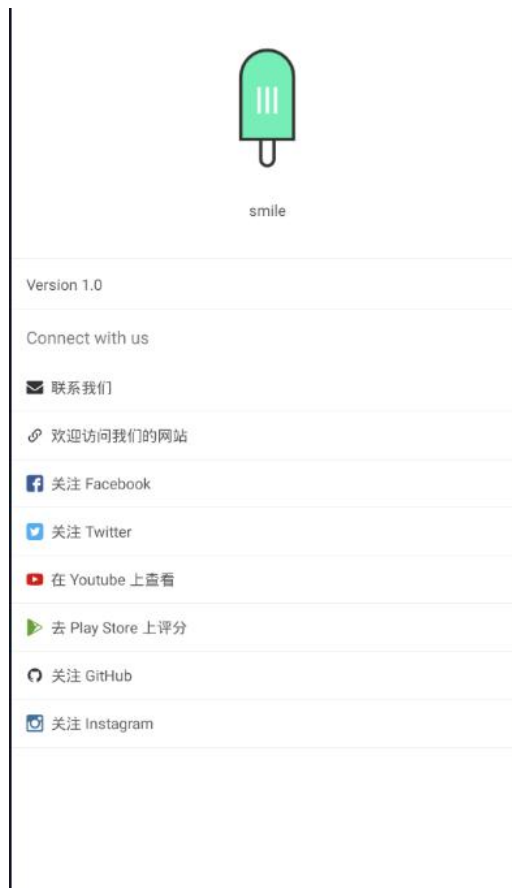 smile
Version 1.0
Connect with us
联系我们
欢迎访问我们的网站
关注 Facebook
关注 Twitter
在 Youtube 上查看
去 Play Store 上评分
关注 GitHub
关注 Instagram